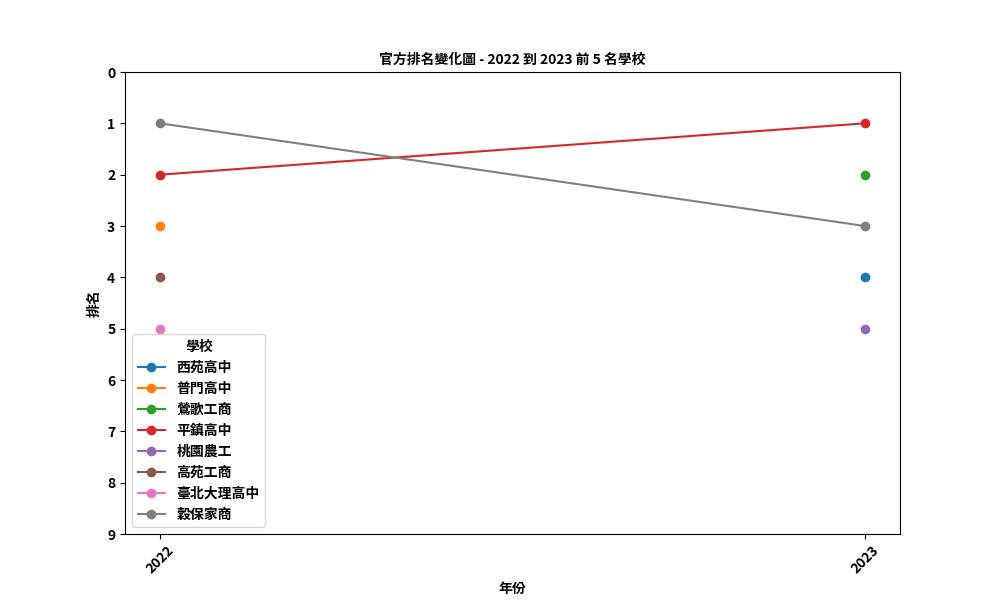 官方排名變化圖 - 2022 到 2023 前 5 名學校
0
1
2
3
4
5
6
7
8
9
排名
學校
西苑高中
普門高中
鶯歌工商
平鎮高中
桃園農工
高苑工商
臺北大理高中
穀保家商
2022
2023
年份